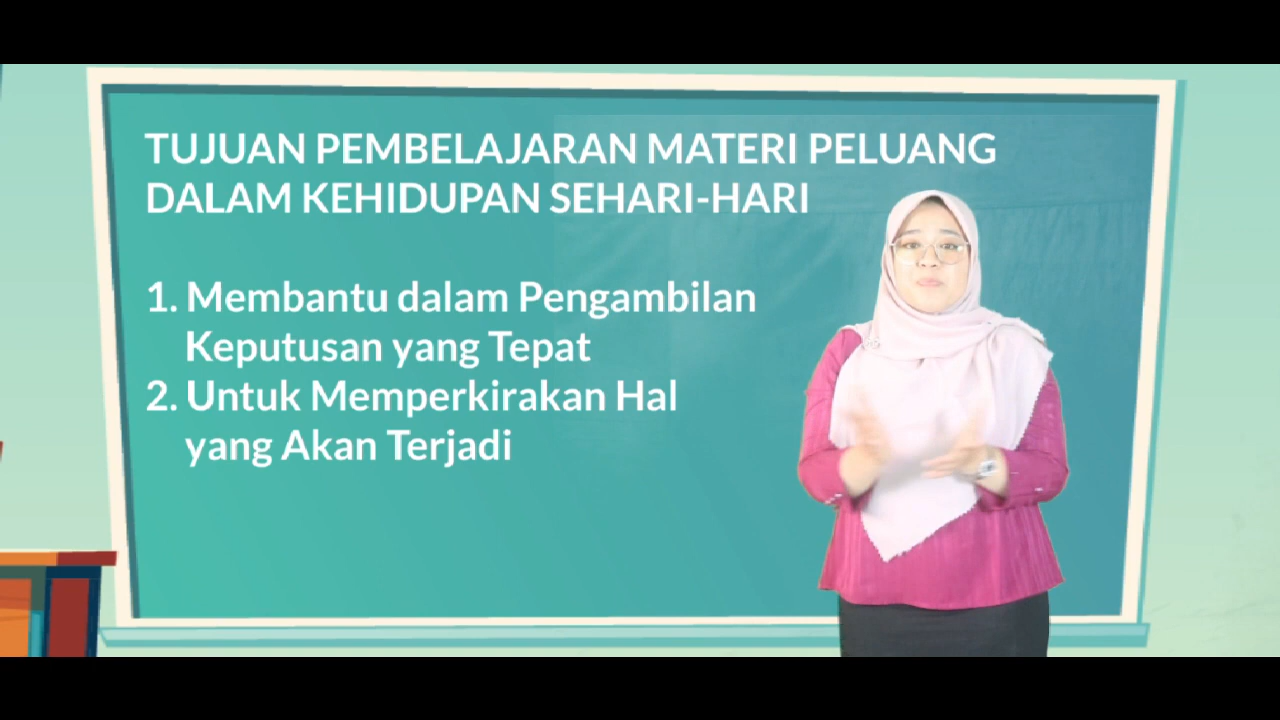 TUJUAN PEMBELAJARAN MATERI PELUANG
DALAM KEHIDUPAN SEHARI-HARI
1. Membantu dalam Pengambilan
Keputusan yang Tepat
2. Untuk Memperkirakan Hal
yang Akan Terjadi